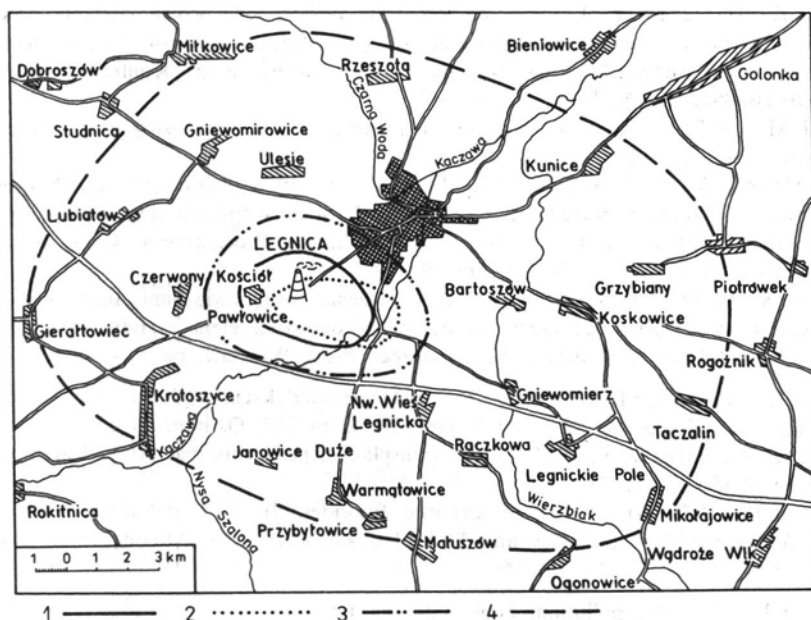 Miłkowice
Dobroszów
Studnica
Rzeszota
Bieniowice
Golonka
Czarna Woda
Kaczawa
Gniewomirowice
Ulesie
Kunice
Lubiatów
LEGNICA
Czerwony Kościół
Pawłowice
Bartoszów
Grzybiany
Piotrówek
Koskowice
Gierałtowiec
Rogoźnik
Krotoszyce
Kaczawa
Nw. Wieś
Legnicka
Gniewomierz
Taczalin
Janowice Duże
Raczkowa
Legnickie Pole
Rokitnica
Nysa Szalona
Warmątowice
Wierzbiak
Mikołajowice
Przybyłowice
Małuszów
Wądroże Wlk.
Ogonowice
1 0 1 2 3 km
1 2 3 4